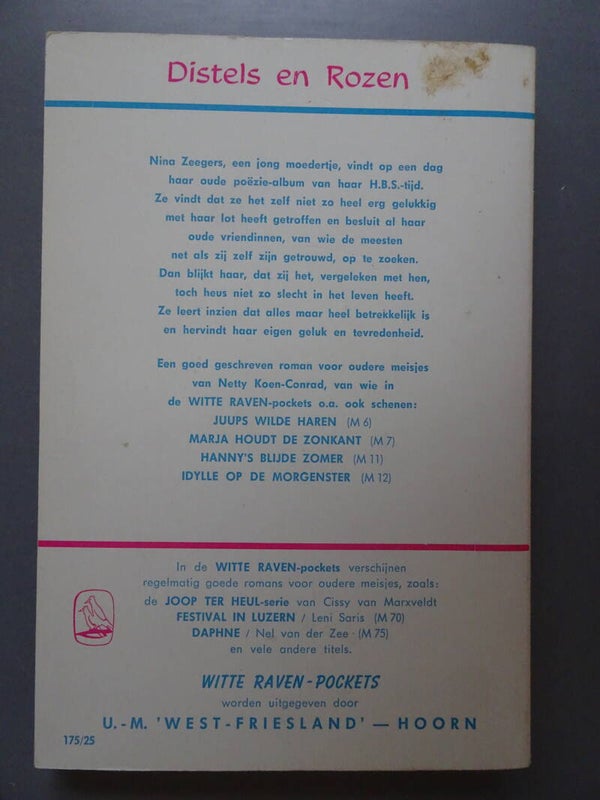 Distels en Rozen
Nina Zeegers, een jong moedertje, vindt op een dag
haar oude poëzie-album van haar H.B.S.-tijd.
Ze vindt dat ze het zelf niet zo heel erg gelukkig
met haar lot heeft getroffen en besluit al haar
oude vriendinnen, van wie de meesten
net als zij zelf zijn getrouwd, op te zoeken.
Dan blijkt haar, dat zij het, vergeleken met hen,
toch heus niet zo slecht in het leven heeft.
Ze leert inzien dat alles maar heel betrekkelijk is
en hervindt haar eigen geluk en tevredenheid.
Een goed geschreven roman voor oudere meisjes
van Netty Koen-Conrad, van wie in
de WITTE RAVEN-pockets o.a. ook schenen:
JUUPS WILDE HAREN (M 6)
MARJA HOUDT DE ZONKANT (M 7)
HANNY'S BLIJDE ZOMER (M 11)
IDYLLE OP DE MORGENSTER (M 12)
In de WITTE RAVEN-pockets verschijnen
regelmatig goede romans voor oudere meisjes, zoals:
de JOOP TER HEUL-serie van Cissy van Marxveldt
FESTIVAL IN LUZERN / Leni Saris (M 70)
DAPHNE / Nel van der Zee (M 75)
en vele andere titels.
WITTE RAVEN-POCKETS
worden uitgegeven door
U.-M. 'WEST-FRIESLAND' — HOORN
175/25